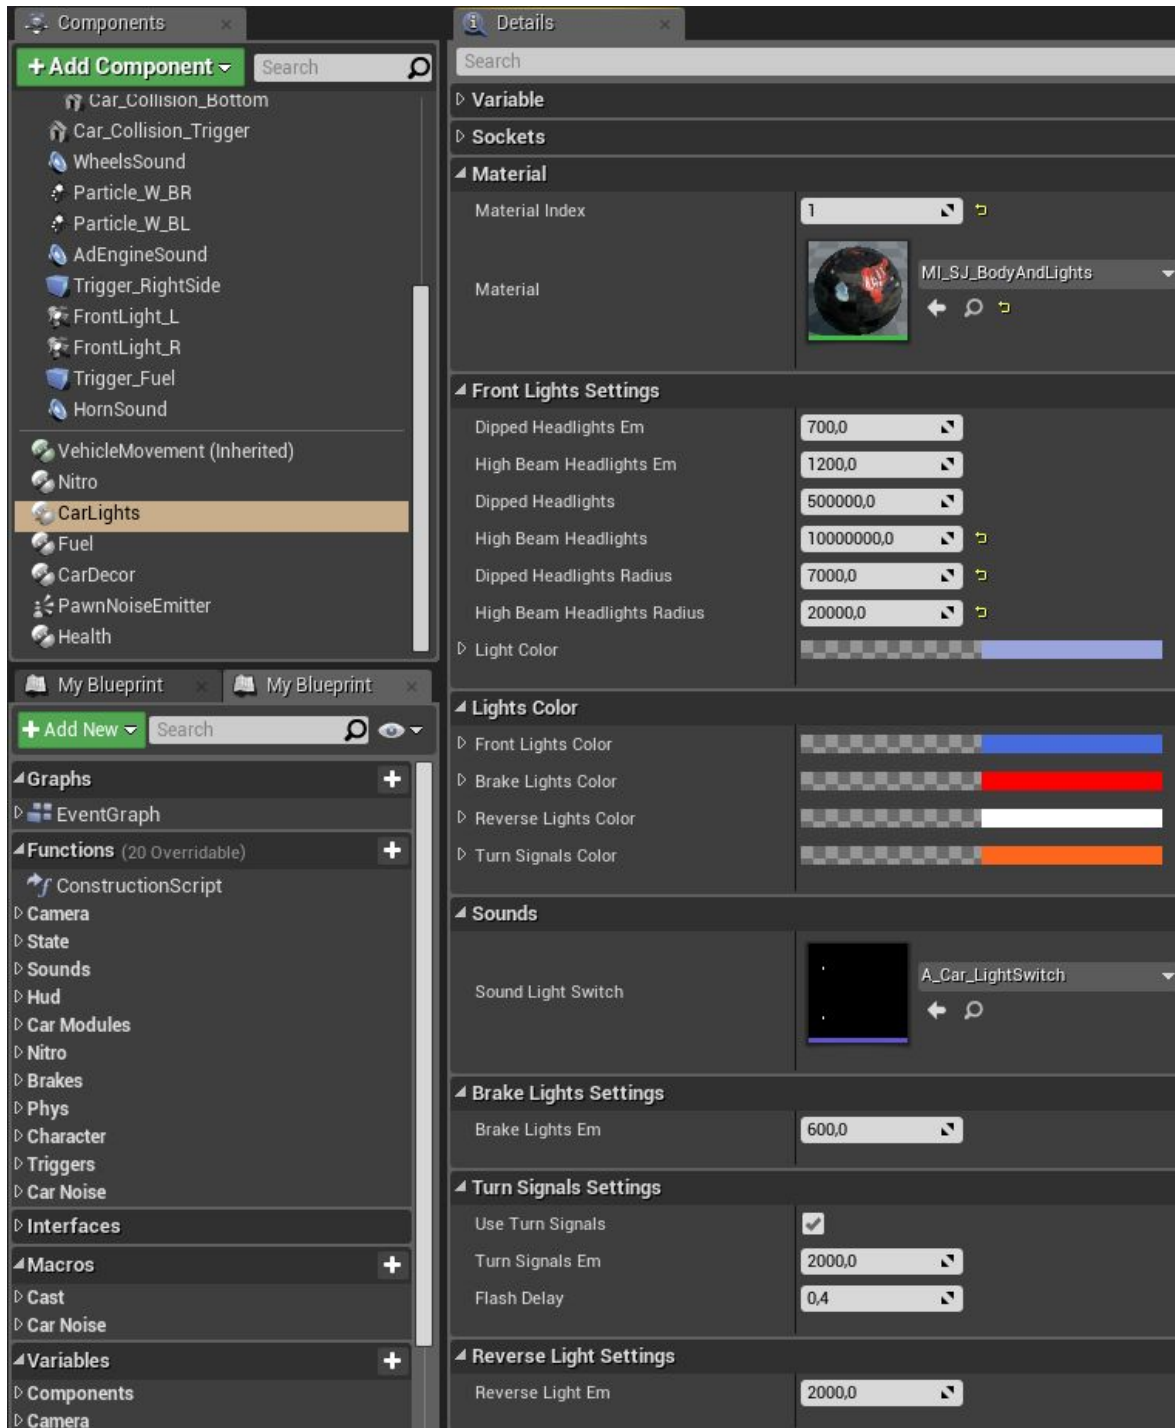 Components
Add Component
Search
Car_Collision_Bottom
Car_Collision_Trigger
WheelsSound
Particle_W_BR
Particle_W_BL
AdEngineSound
Trigger_RightSide
FrontLight_L
FrontLight_R
Trigger_Fuel
HornSound
VehicleMovement (Inherited)
Nitro
CarLights
Fuel
CarDecor
PawnNoiseEmitter
Health
My Blueprint
My Blueprint
Add New
Search
Graphs
EventGraph
Functions (20 Overridable)
ConstructionScript
Camera
State
Sounds
Hud
Car Modules
Nitro
Brakes
Phys
Character
Triggers
Car Noise
Interfaces
Macros
Cast
Car Noise
Variables
Components
Camera
Details
Search
Variable
Sockets
Material
Material Index 1
Material MI_SJ_BodyAndLights
Front Lights Settings
Dipped Headlights Em 700,0
High Beam Headlights Em 1200,0
Dipped Headlights 500000,0
High Beam Headlights 10000000,0
Dipped Headlights Radius 7000,0
High Beam Headlights Radius 20000,0
Light Color
Lights Color
Front Lights Color
Brake Lights Color
Reverse Lights Color
Turn Signals Color
Sounds
Sound Light Switch A_Car_LightSwitch
Brake Lights Settings
Brake Lights Em 600,0
Turn Signals Settings
Use Turn Signals
Turn Signals Em 2000,0
Flash Delay 0,4
Reverse Light Settings
Reverse Light Em 2000,0